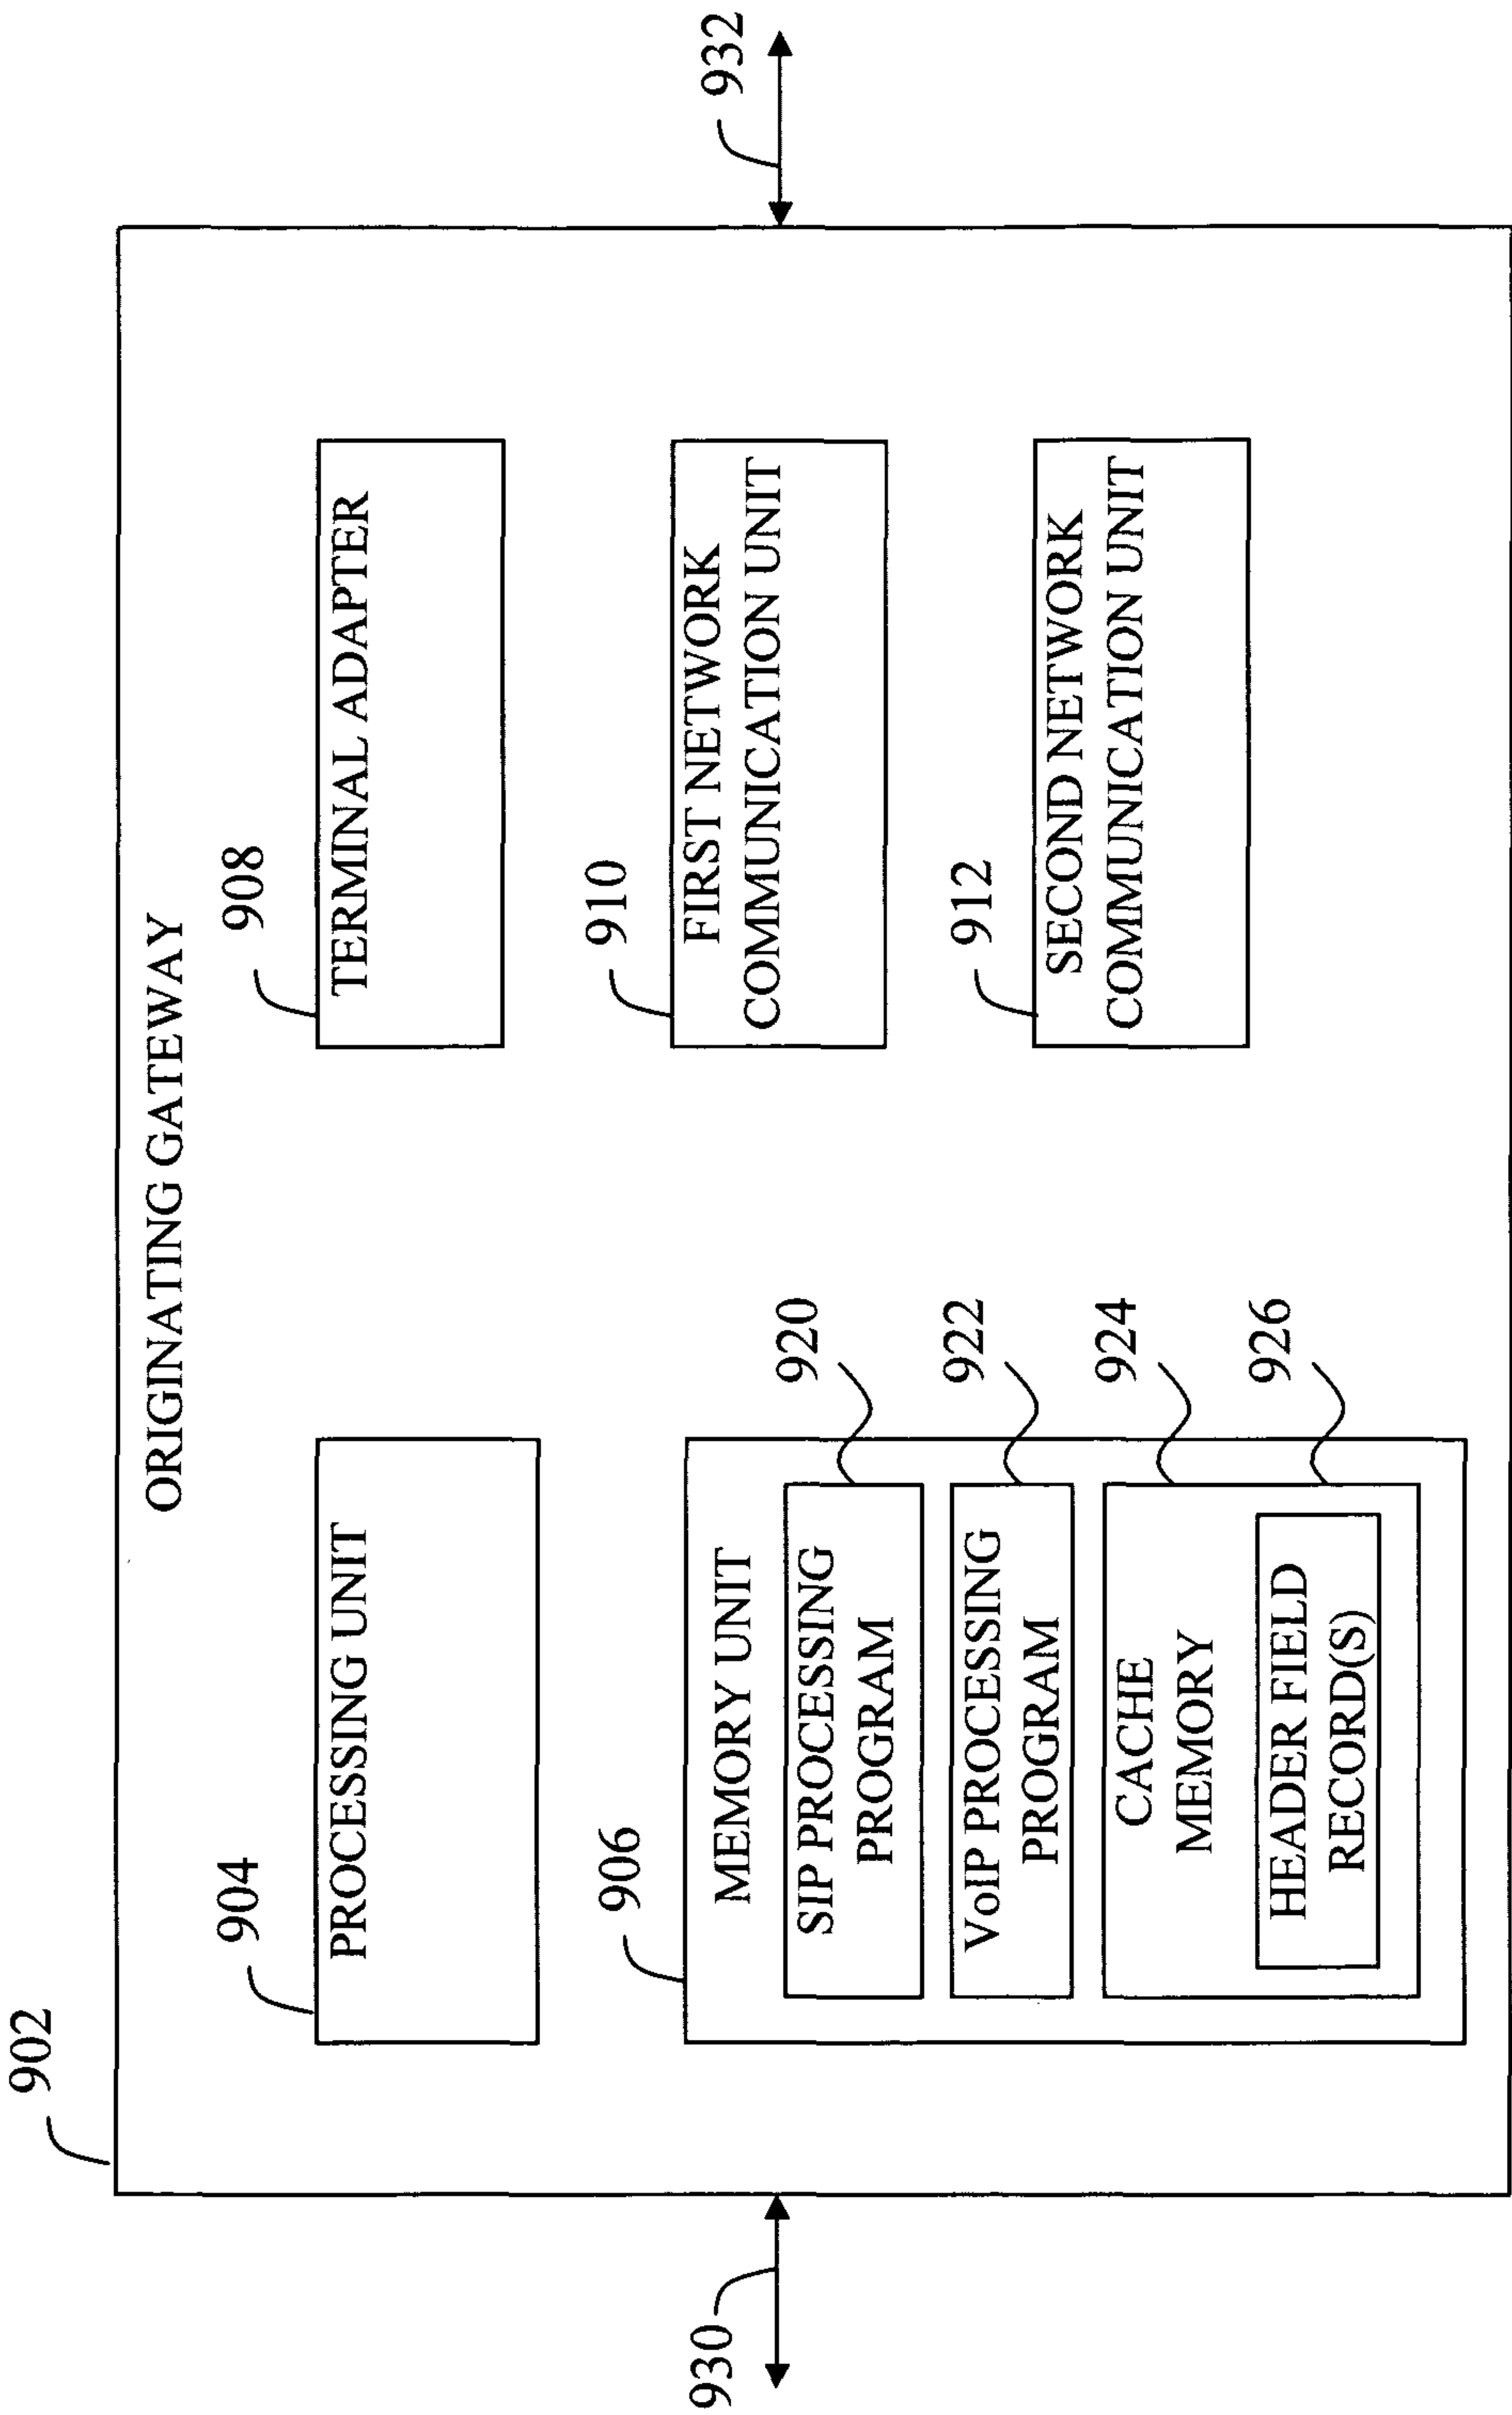 902
ORIGINATING GATEWAY
904
PROCESSING UNIT
908
TERMINAL ADAPTER
906
MEMORY UNIT
920
SIP PROCESSING
PROGRAM
922
VoIP PROCESSING
PROGRAM
924
CACHE
MEMORY
926
HEADER FIELD
RECORD(S)
910
FIRST NETWORK
COMMUNICATION UNIT
912
SECOND NETWORK
COMMUNICATION UNIT
930
932